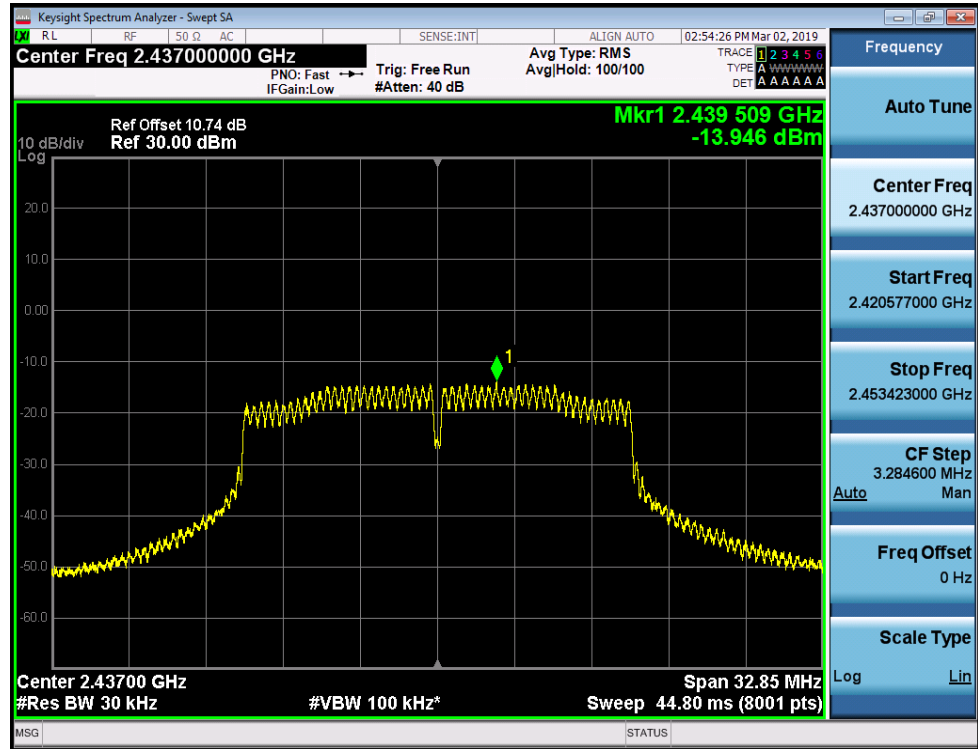 Keysight Spectrum Analyzer - Swept SA
LXI RL RF 50 Ω AC SENSE:INT ALIGN AUTO 02:54:26 PM Mar 02, 2019
Center Freq 2.437000000 GHz
PNO: Fast
IFGain:Low
Trig: Free Run
#Atten: 40 dB
Avg Type: RMS
Avg|Hold: 100/100
TRACE 1 2 3 4 5 6
TYPE A WWWWW
DET A A A A A A
Mkr1 2.439 509 GHz
-13.946 dBm
Ref Offset 10.74 dB
10 dB/div Ref 30.00 dBm
Log
20.0
10.0
0.00
-10.0
-20.0
-30.0
-40.0
-50.0
-60.0
1
Center 2.43700 GHz Span 32.85 MHz
#Res BW 30 kHz #VBW 100 kHz* Sweep 44.80 ms (8001 pts)
MSG STATUS
Frequency
Auto Tune
Center Freq
2.437000000 GHz
Start Freq
2.420577000 GHz
Stop Freq
2.453423000 GHz
CF Step
3.284600 MHz
Auto Man
Freq Offset
0 Hz
Scale Type
Log Lin